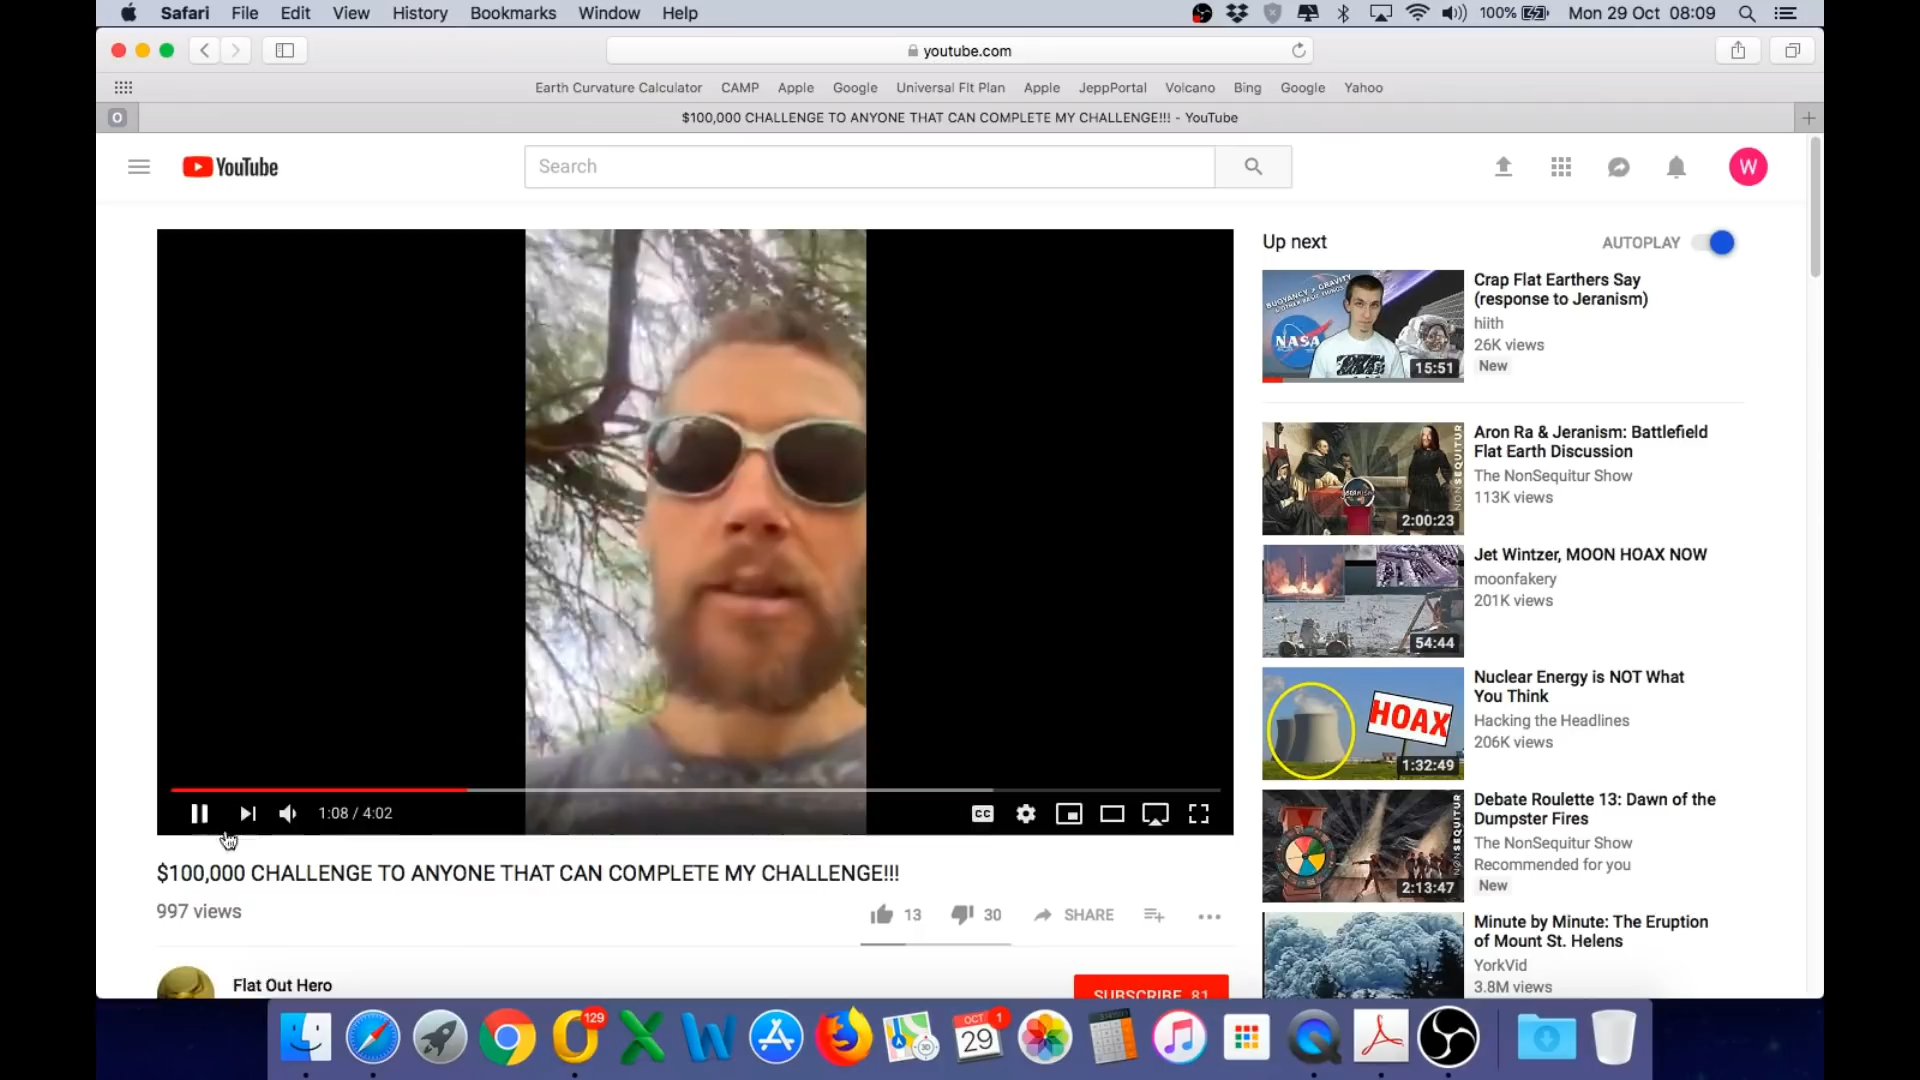 Safari File Edit View History Bookmarks Window Help 100% Mon 29 Oct 08:09
youtube.com
Earth Curvature Calculator CAMP Apple Google Universal Flt Plan Apple JeppPortal Volcano Bing Google Yahoo
O $100,000 CHALLENGE TO ANYONE THAT CAN COMPLETE MY CHALLENGE!!! - YouTube
YouTube Search W
Up next AUTOPLAY
BUOYANCY > GRAVITY
NASA
15:51
Crap Flat Earthers Say
(response to Jeranism)
hiith
26K views
New
NONSEQUITUR
2:00:23
Aron Ra & Jeranism: Battlefield
Flat Earth Discussion
The NonSequitur Show
113K views
54:44
Jet Wintzer, MOON HOAX NOW
moonfakery
201K views
HOAX
1:32:49
Nuclear Energy is NOT What
You Think
Hacking the Headlines
206K views
NONSEQUITUR
2:13:47
Debate Roulette 13: Dawn of the
Dumpster Fires
The NonSequitur Show
Recommended for you
New
Minute by Minute: The Eruption
of Mount St. Helens
YorkVid
3.8M views
1:08 / 4:02 CC
$100,000 CHALLENGE TO ANYONE THAT CAN COMPLETE MY CHALLENGE!!!
997 views
13 30 SHARE
Flat Out Hero
SUBSCRIBE 81
129
OCT
29
1
3D